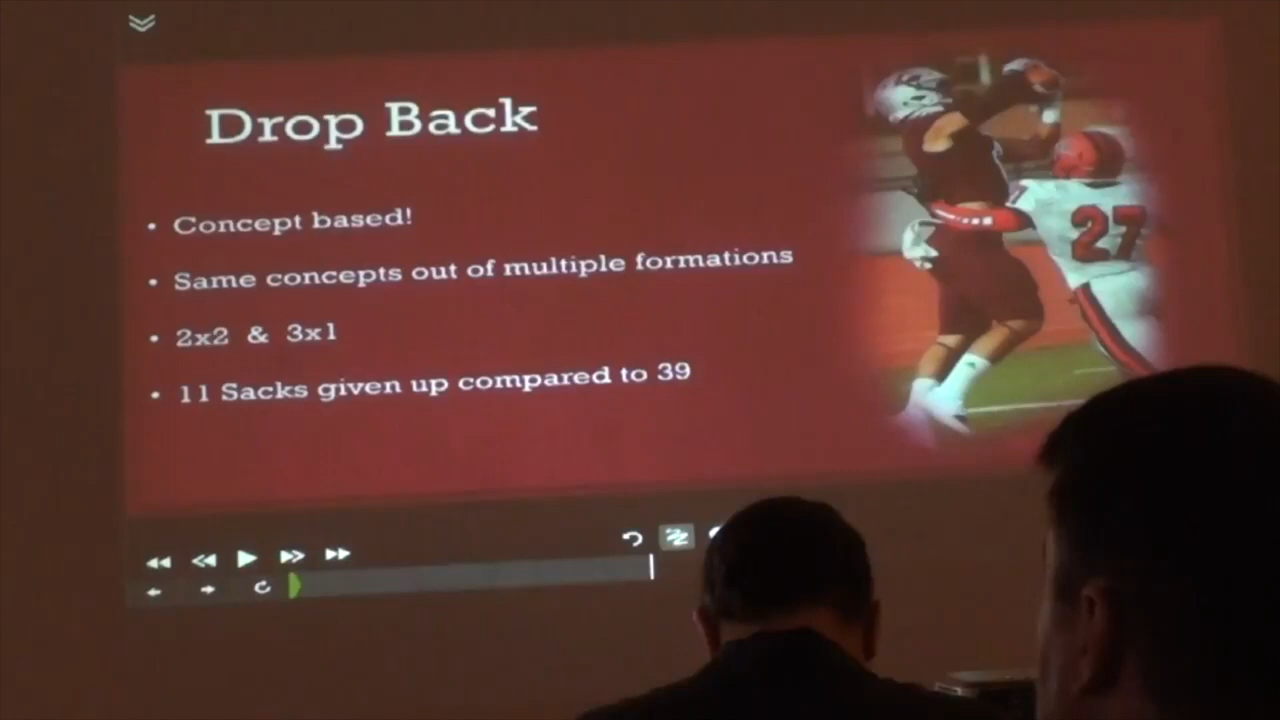 Drop Back
• Concept based!
• Same concepts out of multiple formations
• 2x2 & 3x1
• 11 Sacks given up compared to 39
27